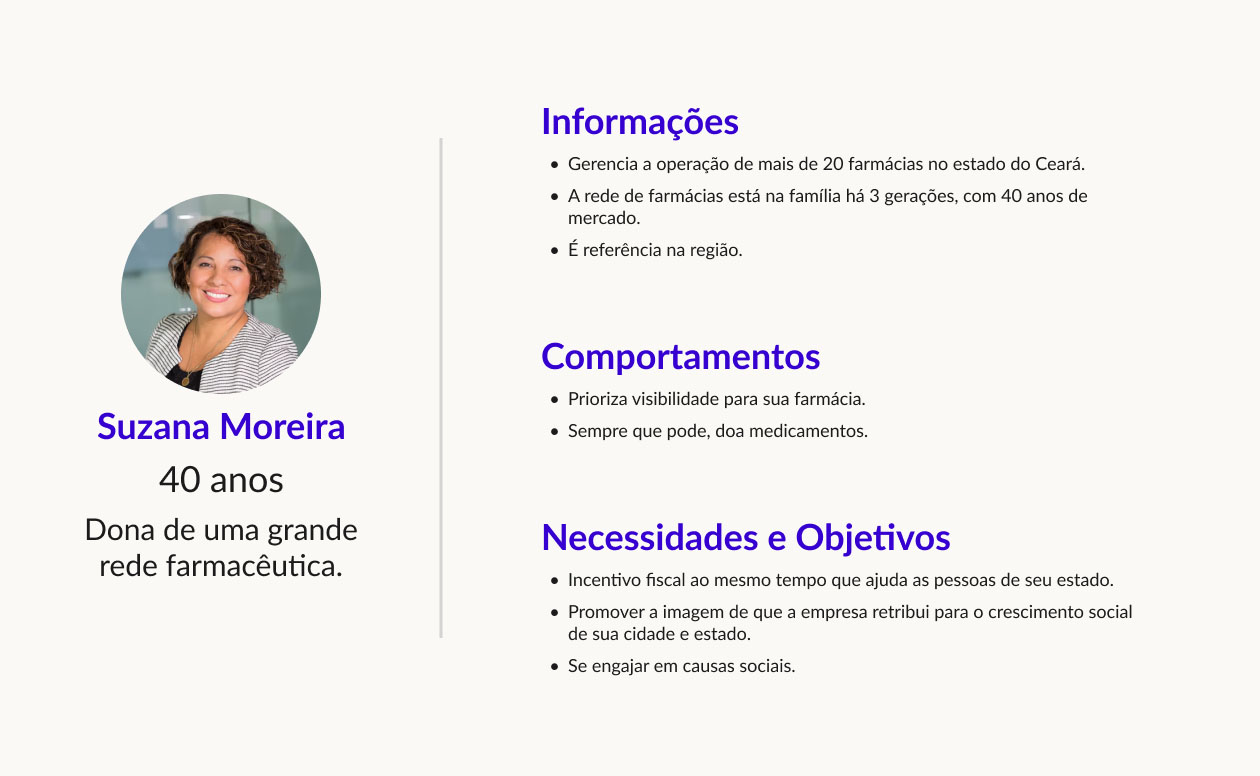 Suzana Moreira
40 anos
Dona de uma grande
rede farmacêutica.
Informações
• Gerencia a operação de mais de 20 farmácias no estado do Ceará.
• A rede de farmácias está na família há 3 gerações, com 40 anos de
mercado.
• É referência na região.
Comportamentos
• Prioriza visibilidade para sua farmácia.
• Sempre que pode, doa medicamentos.
Necessidades e Objetivos
• Incentivo fiscal ao mesmo tempo que ajuda as pessoas de seu estado.
• Promover a imagem de que a empresa retribui para o crescimento social
de sua cidade e estado.
• Se engajar em causas sociais.